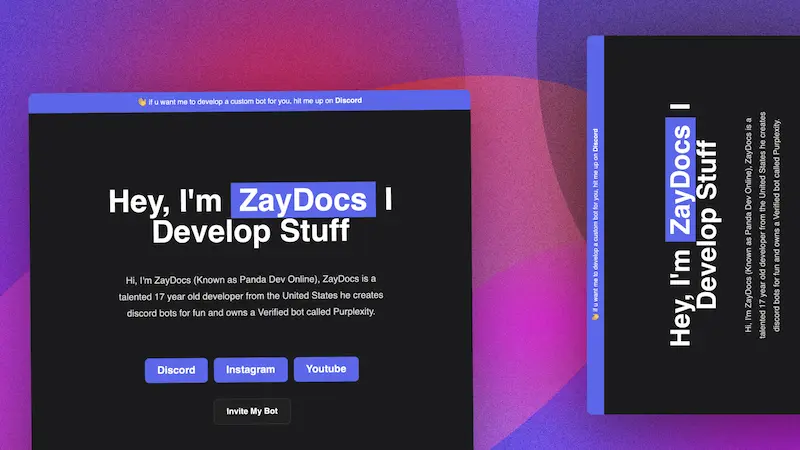 👋 if u want me to develop a custom bot for you, hit me up on Discord
Hey, I'm ZayDocs I
Develop Stuff
Hi, I'm ZayDocs (Known as Panda Dev Online), ZayDocs is a
talented 17 year old developer from the United States he creates
discord bots for fun and owns a Verified bot called Purplexity.
Discord
Instagram
Youtube
Invite My Bot
👋 if u want me to develop a custom bot for you, hit me up on Discord
Hey, I'm ZayDocs I
Develop Stuff
Hi, I'm ZayDocs (Known as Panda Dev Online), ZayDocs is a
talented 17 year old developer from the United States he creates
discord bots for fun and owns a Verified bot called Purplexity.